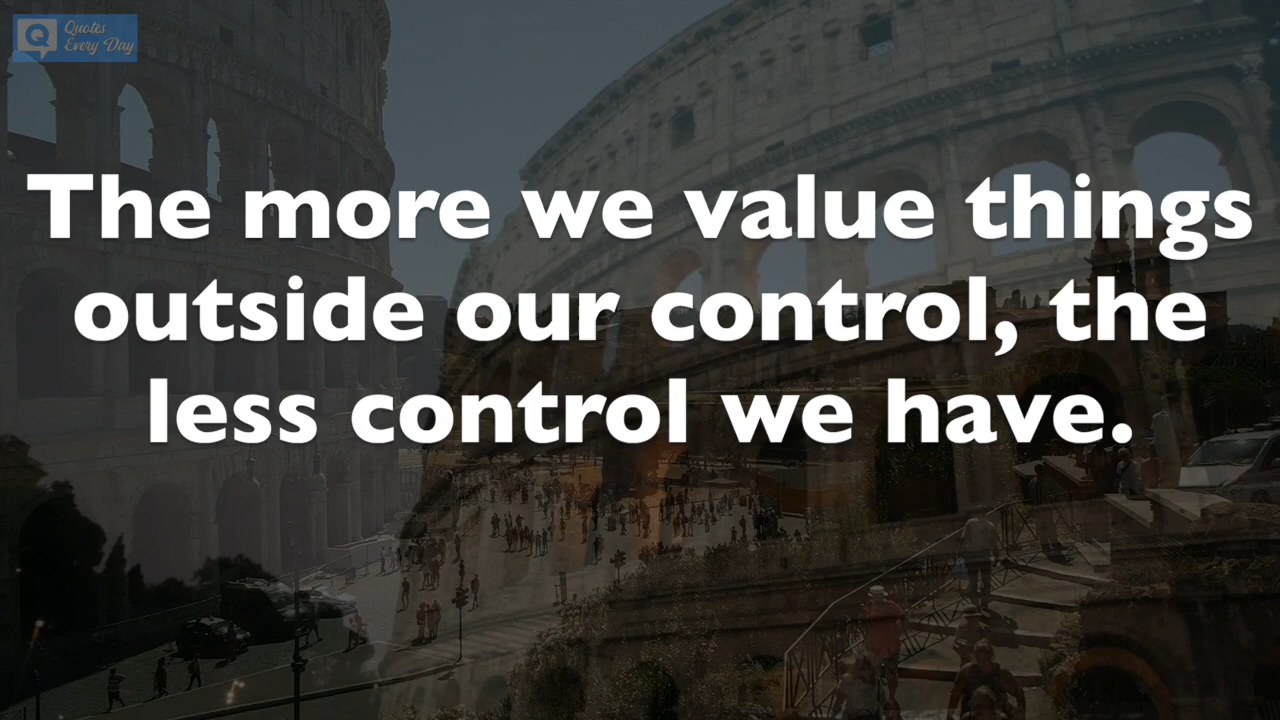 Quotes
Every Day
The more we value things
outside our control, the
less control we have.